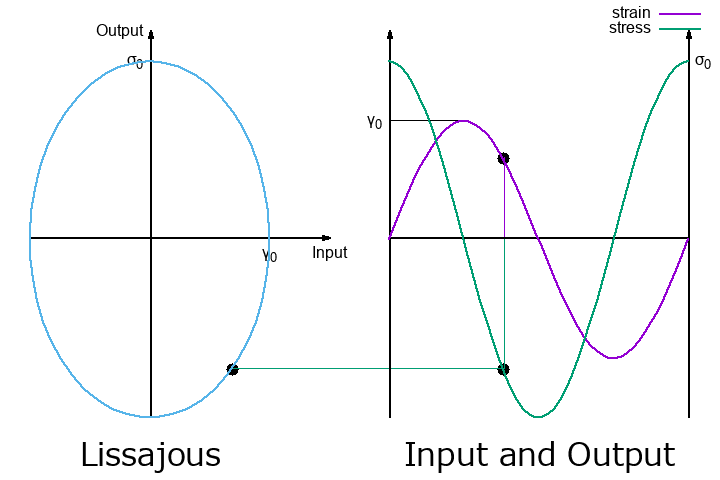 Output
σ0
γ0
Input
Lissajous
strain
stress
σ0
γ0
Input and Output